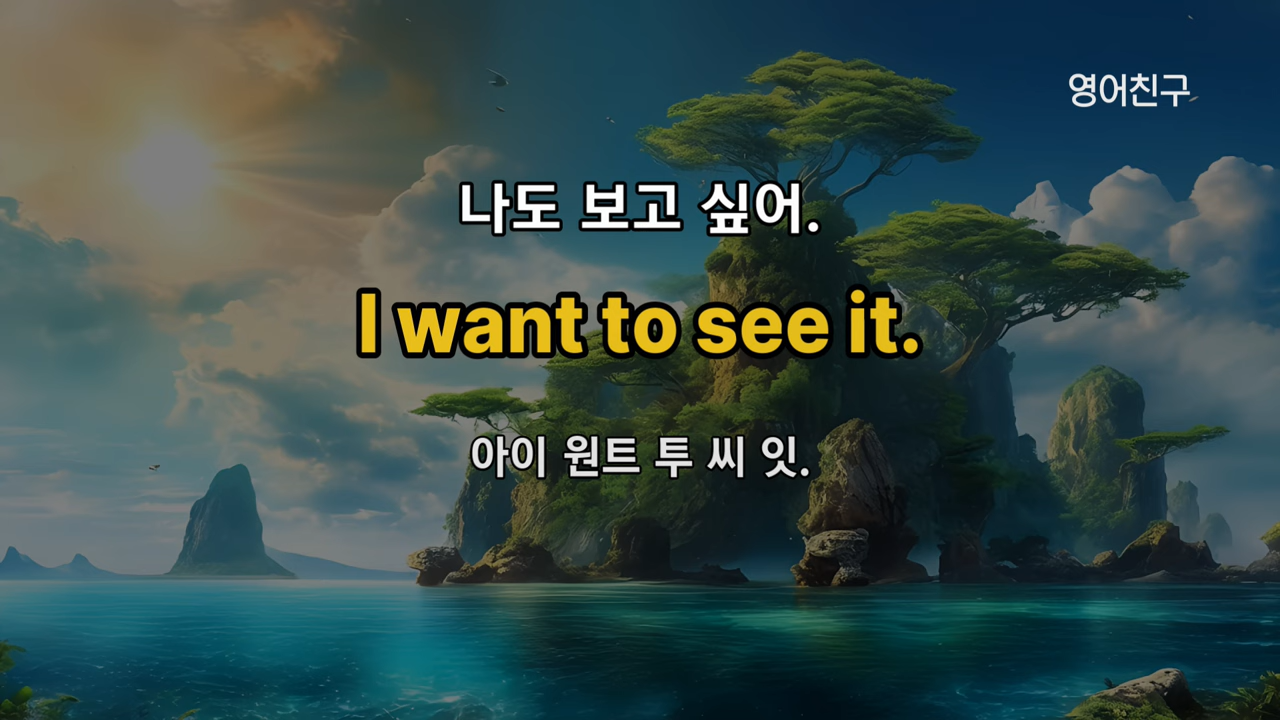 영어친구
나도 보고 싶어.
I want to see it.
아이 원트 투 씨 잇.